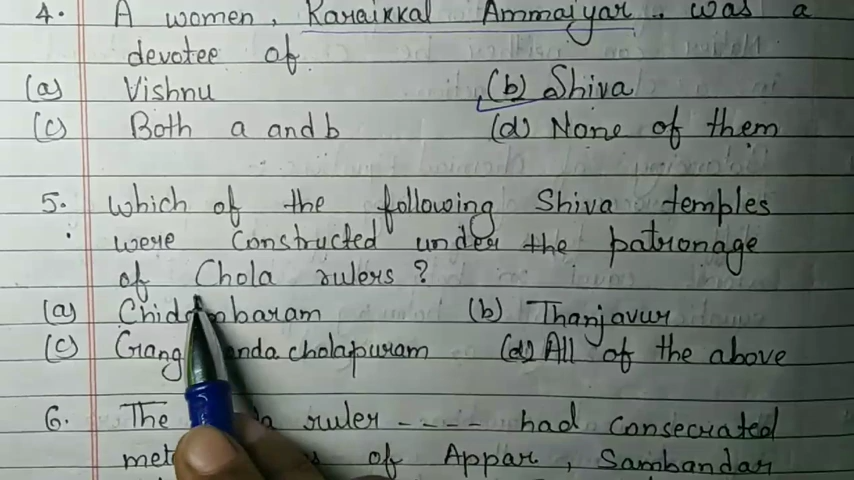 4. A women, Karaikkal Ammaiyar, was a
devotee of
(a) Vishnu (b) Shiva
(c) Both a and b (d) None of them
5. Which of the following Shiva temples
were constructed under the patronage
of Chola rulers?
(a) (b) Thanjavur
(c) (d) All of the above
6. The ruler ---- had consecrated
of Appar, Sambandar